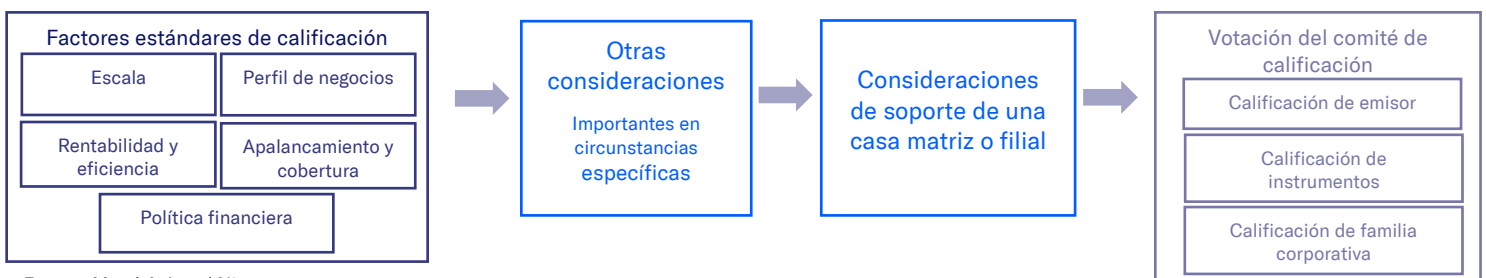 Factores estándares de calificación
Escala
Perfil de negocios
Rentabilidad y
eficiencia
Apalancamiento y
cobertura
Política financiera
Otras
consideraciones
Importantes en
circunstancias
específicas
Consideraciones
de soporte de una
casa matriz o filial
Votación del comité de
calificación
Calificación de emisor
Calificación de
instrumentos
Calificación de familia
corporativa